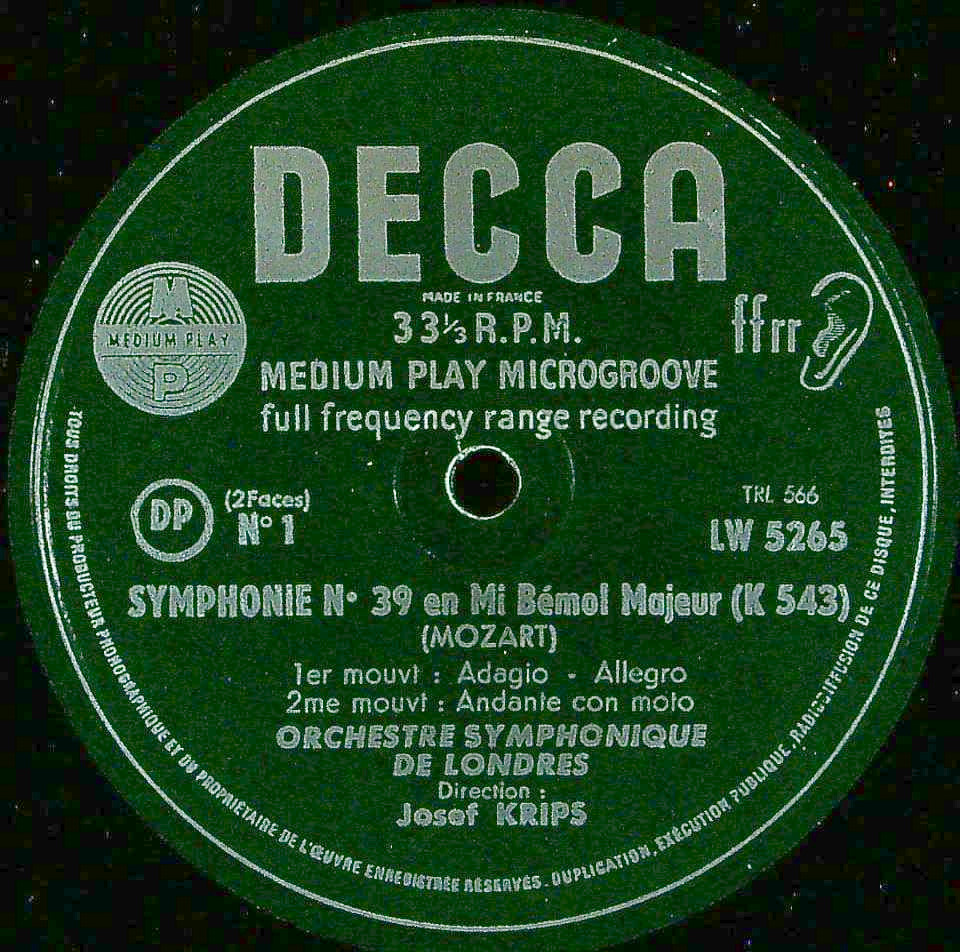 DECCA
MADE IN FRANCE
33⅓ R.P.M.
MEDIUM PLAY MICROGROOVE
full frequency range recording
M
MEDIUM PLAY
P
ffrr
DP
(2 Faces)
N° 1
TRL 566
LW 5265
SYMPHONIE N° 39 en Mi Bémol Majeur (K 543)
(MOZART)
1er mouvt : Adagio - Allegro
2me mouvt : Andante con moto
ORCHESTRE SYMPHONIQUE
DE LONDRES
Direction :
Josef KRIPS
TOUS DROITS DU PRODUCTEUR PHONOGRAPHIQUE ET DU PROPRIÉTAIRE DE L'ŒUVRE ENREGISTRÉE RÉSERVÉS. DUPLICATION, EXÉCUTION PUBLIQUE, RADIODIFFUSION DE CE DISQUE, INTERDITES